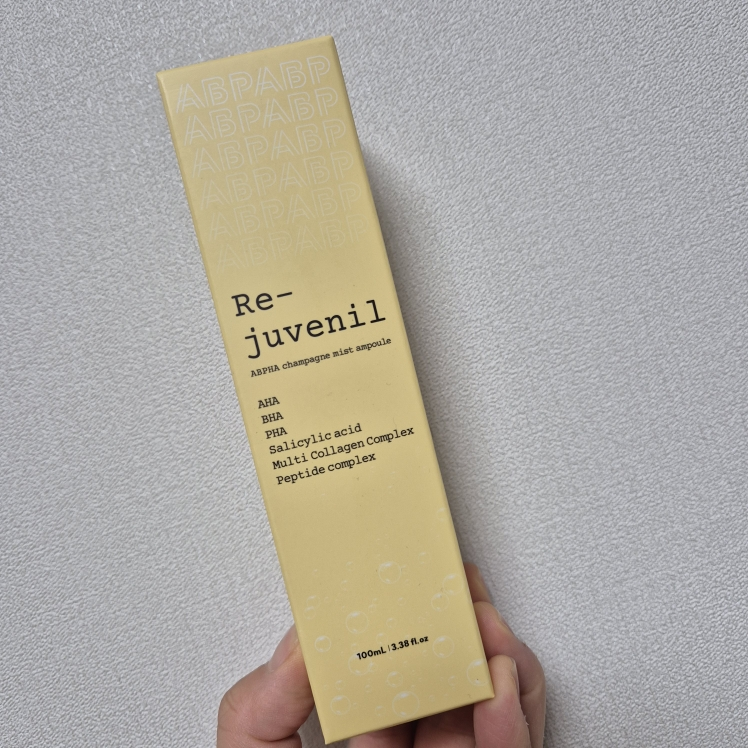 ABPABP
ABPABP
ABPABP
ABPABP
ABPABP
ABPABP
Re-
juvenil
ABPHA champagne mist ampoule
AHA
BHA
PHA
Salicylic acid
Multi Collagen Complex
Peptide complex
100mL | 3.38 fl.oz